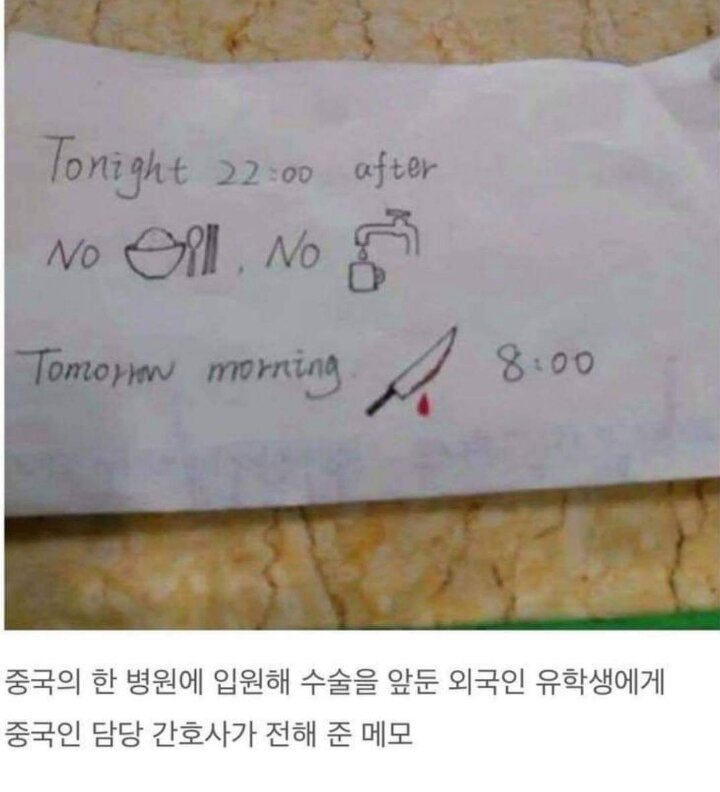 Tonight 22:00 after
No , No
Tomorrow morning 8:00
중국의 한 병원에 입원해 수술을 앞둔 외국인 유학생에게
중국인 담당 간호사가 전해 준 메모